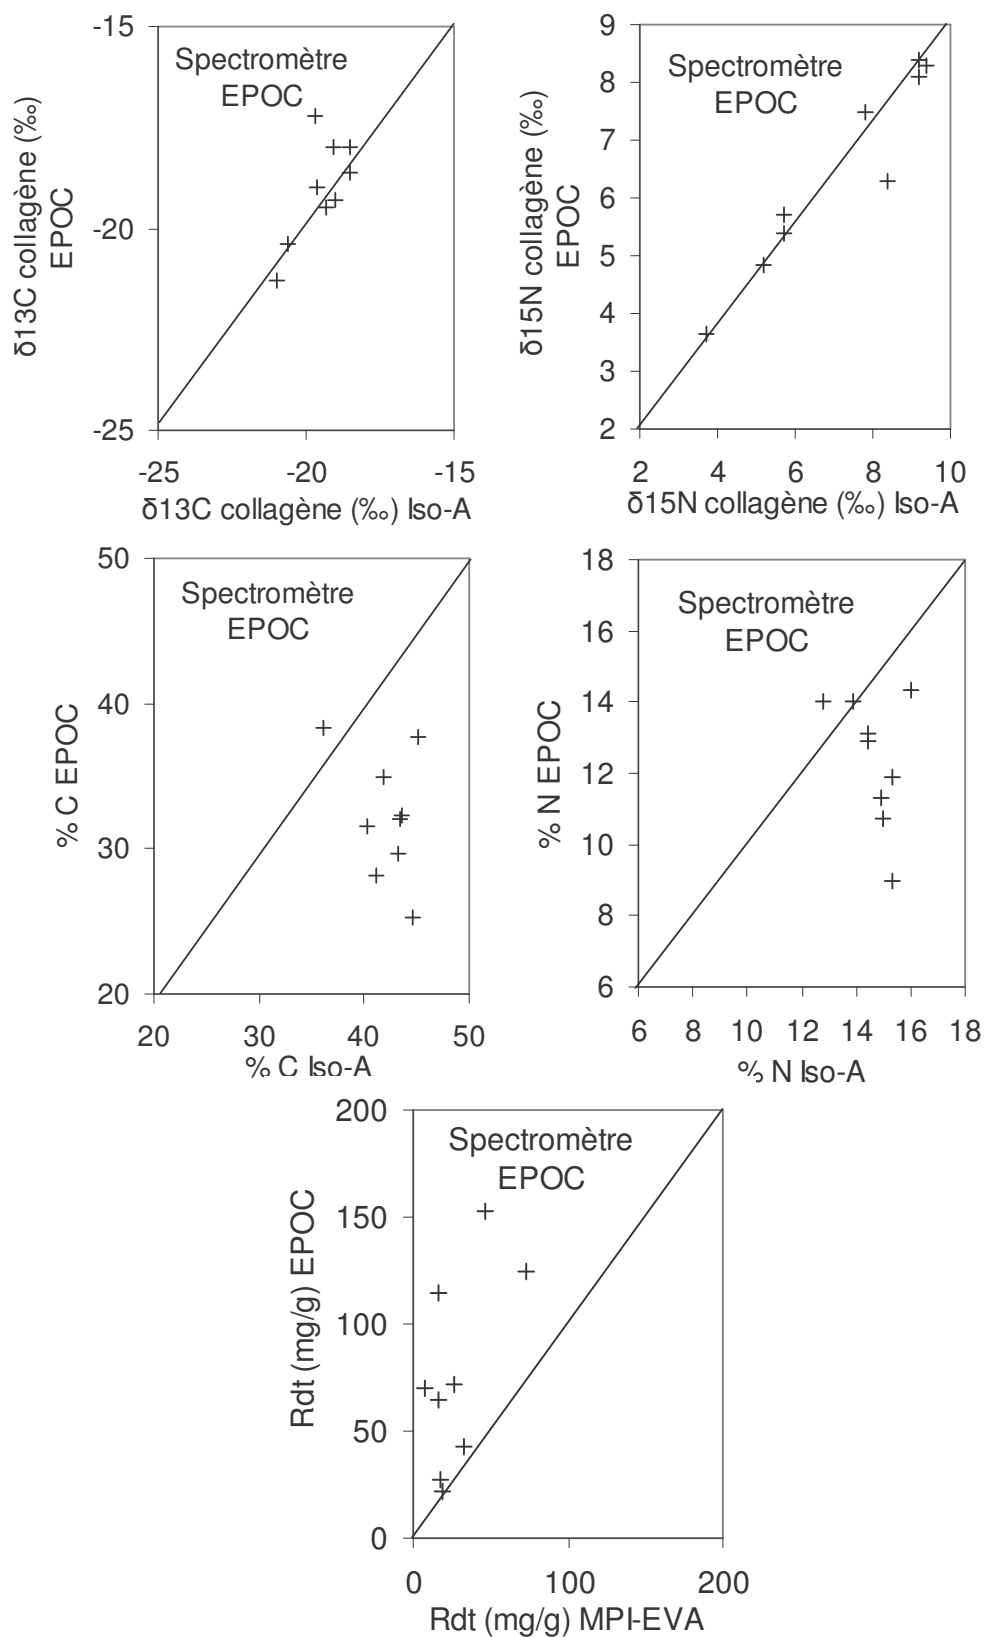 -15
Spectromètre
EPOC
-20
-25
δ13C collagène (‰)
EPOC
-25 -20 -15
δ13C collagène (‰) Iso-A
9
Spectromètre
EPOC
8
7
6
5
4
3
2
δ15N collagène (‰)
EPOC
2 4 6 8 10
δ15N collagène (‰) Iso-A
50
Spectromètre
EPOC
40
30
20
% C EPOC
20 30 40 50
% C Iso-A
18
Spectromètre
EPOC
16
14
12
10
8
6
% N EPOC
6 8 10 12 14 16 18
% N Iso-A
200
Spectromètre
EPOC
150
100
50
0
Rdt (mg/g) EPOC
0 100 200
Rdt (mg/g) MPI-EVA